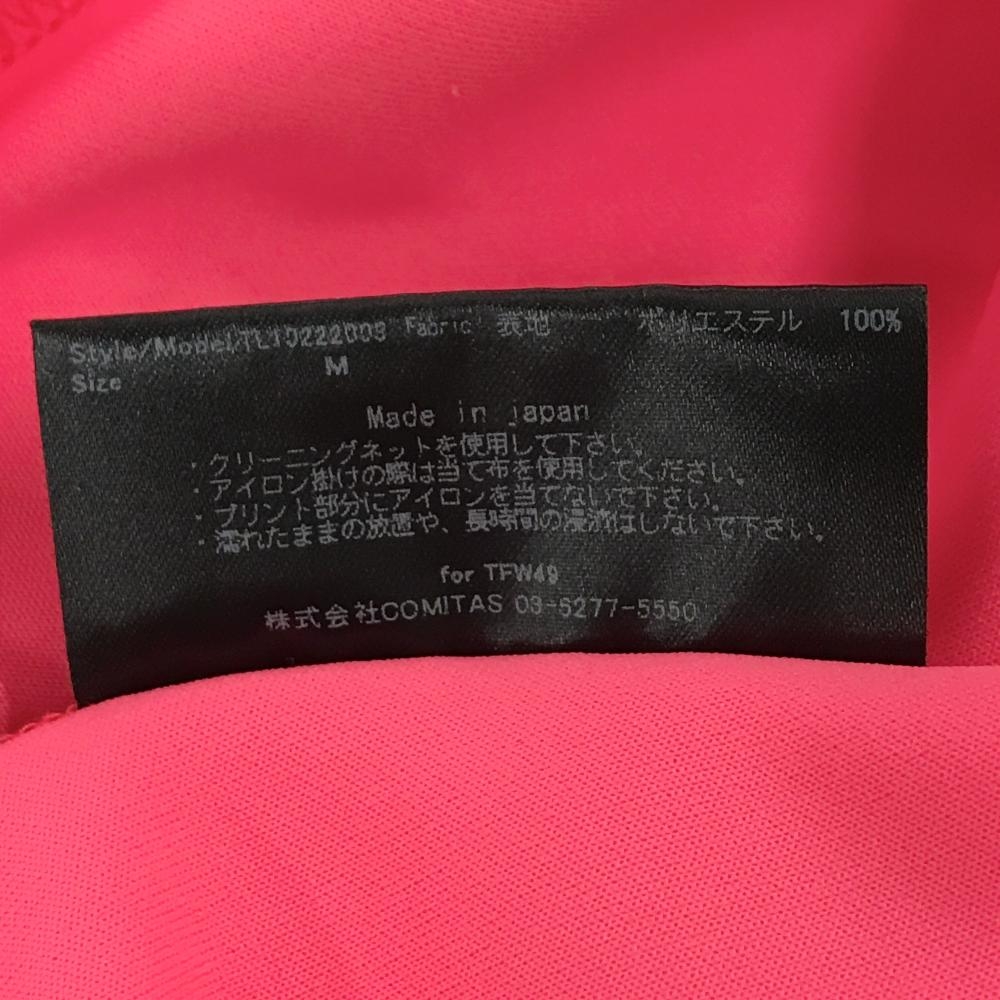 Style/Model TL10222003 Fabric 表地 ポリエステル 100%
Size M
Made in japan
・クリーニングネットを使用して下さい。
・アイロン掛けの際は当て布を使用してください。
・プリント部分にアイロンを当てないで下さい。
・濡れたままの放置や、長時間の浸漬はしないで下さい。
for TFW49
株式会社COMITAS 03-5277-5550